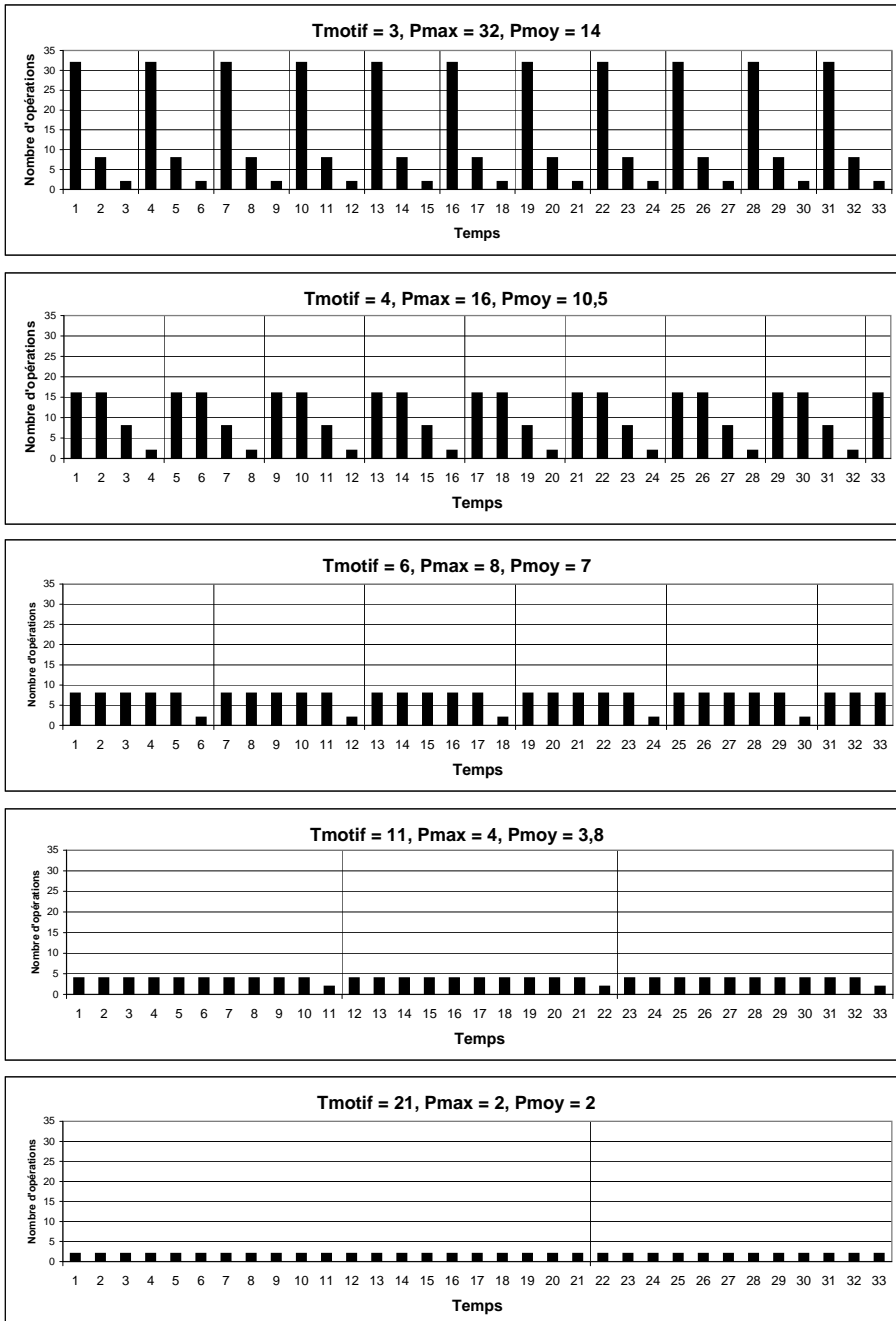 Tmotif = 3, Pmax = 32, Pmoy = 14
Nombre d'opérations
35
30
25
20
15
10
5
0
1 2 3 4 5 6 7 8 9 10 11 12 13 14 15 16 17 18 19 20 21 22 23 24 25 26 27 28 29 30 31 32 33
Temps
Tmotif = 4, Pmax = 16, Pmoy = 10,5
Nombre d'opérations
35
30
25
20
15
10
5
0
1 2 3 4 5 6 7 8 9 10 11 12 13 14 15 16 17 18 19 20 21 22 23 24 25 26 27 28 29 30 31 32 33
Temps
Tmotif = 6, Pmax = 8, Pmoy = 7
Nombre d'opérations
35
30
25
20
15
10
5
0
1 2 3 4 5 6 7 8 9 10 11 12 13 14 15 16 17 18 19 20 21 22 23 24 25 26 27 28 29 30 31 32 33
Temps
Tmotif = 11, Pmax = 4, Pmoy = 3,8
Nombre d'opérations
35
30
25
20
15
10
5
0
1 2 3 4 5 6 7 8 9 10 11 12 13 14 15 16 17 18 19 20 21 22 23 24 25 26 27 28 29 30 31 32 33
Temps
Tmotif = 21, Pmax = 2, Pmoy = 2
Nombre d'opérations
35
30
25
20
15
10
5
0
1 2 3 4 5 6 7 8 9 10 11 12 13 14 15 16 17 18 19 20 21 22 23 24 25 26 27 28 29 30 31 32 33
Temps